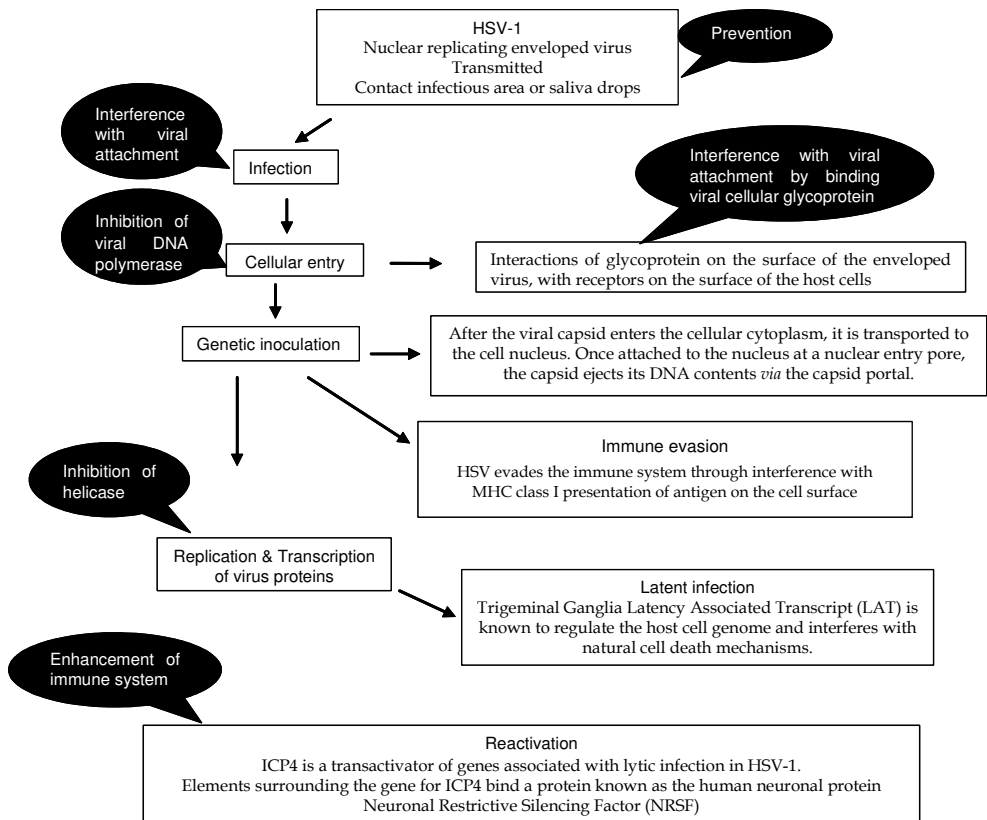 HSV-1
Nuclear replicating enveloped virus
Transmitted
Contact infectious area or saliva drops
Prevention
Interference
with viral
attachment
Infection
Interference with viral
attachment by binding
viral cellular glycoprotein
Inhibition of
viral DNA
polymerase
Cellular entry
Interactions of glycoprotein on the surface of the enveloped
virus, with receptors on the surface of the host cells
Genetic inoculation
After the viral capsid enters the cellular cytoplasm, it is transported to
the cell nucleus. Once attached to the nucleus at a nuclear entry pore,
the capsid ejects its DNA contents via the capsid portal.
Immune evasion
HSV evades the immune system through interference with
MHC class I presentation of antigen on the cell surface
Inhibition of
helicase
Replication & Transcription
of virus proteins
Latent infection
Trigeminal Ganglia Latency Associated Transcript (LAT) is
known to regulate the host cell genome and interferes with
natural cell death mechanisms.
Enhancement of
immune system
Reactivation
ICP4 is a transactivator of genes associated with lytic infection in HSV-1.
Elements surrounding the gene for ICP4 bind a protein known as the human neuronal protein
Neuronal Restrictive Silencing Factor (NRSF)